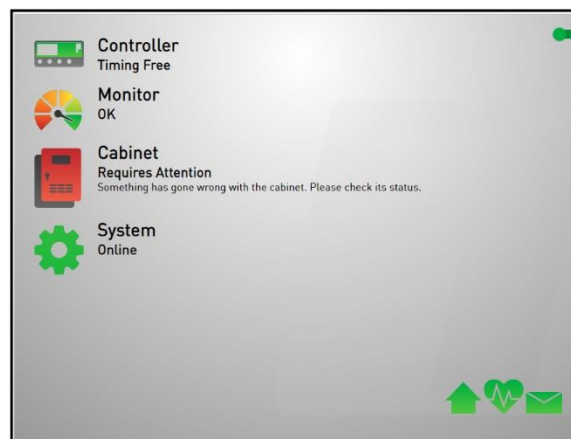 Controller
Timing Free
Monitor
OK
Cabinet
Requires Attention
Something has gone wrong with the cabinet. Please check its status.
System
Online